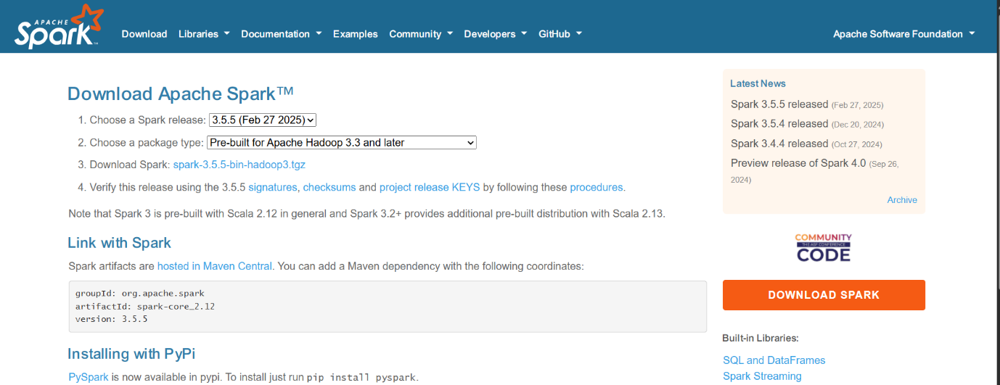 APACHE
Spark™
Download Libraries Documentation Examples Community Developers GitHub Apache Software Foundation
Download Apache Spark™
1. Choose a Spark release: 3.5.5 (Feb 27 2025)
2. Choose a package type: Pre-built for Apache Hadoop 3.3 and later
3. Download Spark: spark-3.5.5-bin-hadoop3.tgz
4. Verify this release using the 3.5.5 signatures, checksums and project release KEYS by following these procedures.
Note that Spark 3 is pre-built with Scala 2.12 in general and Spark 3.2+ provides additional pre-built distribution with Scala 2.13.
Link with Spark
Spark artifacts are hosted in Maven Central. You can add a Maven dependency with the following coordinates:
groupId: org.apache.spark
artifactId: spark-core_2.12
version: 3.5.5
Installing with PyPi
PySpark is now available in pypi. To install just run pip install pyspark.
Latest News
Spark 3.5.5 released (Feb 27, 2025)
Spark 3.5.4 released (Dec 20, 2024)
Spark 3.4.4 released (Oct 27, 2024)
Preview release of Spark 4.0 (Sep 26,
2024)
Archive
COMMUNITY
THE ASF CONFERENCE
CODE
DOWNLOAD SPARK
Built-in Libraries:
SQL and DataFrames
Spark Streaming